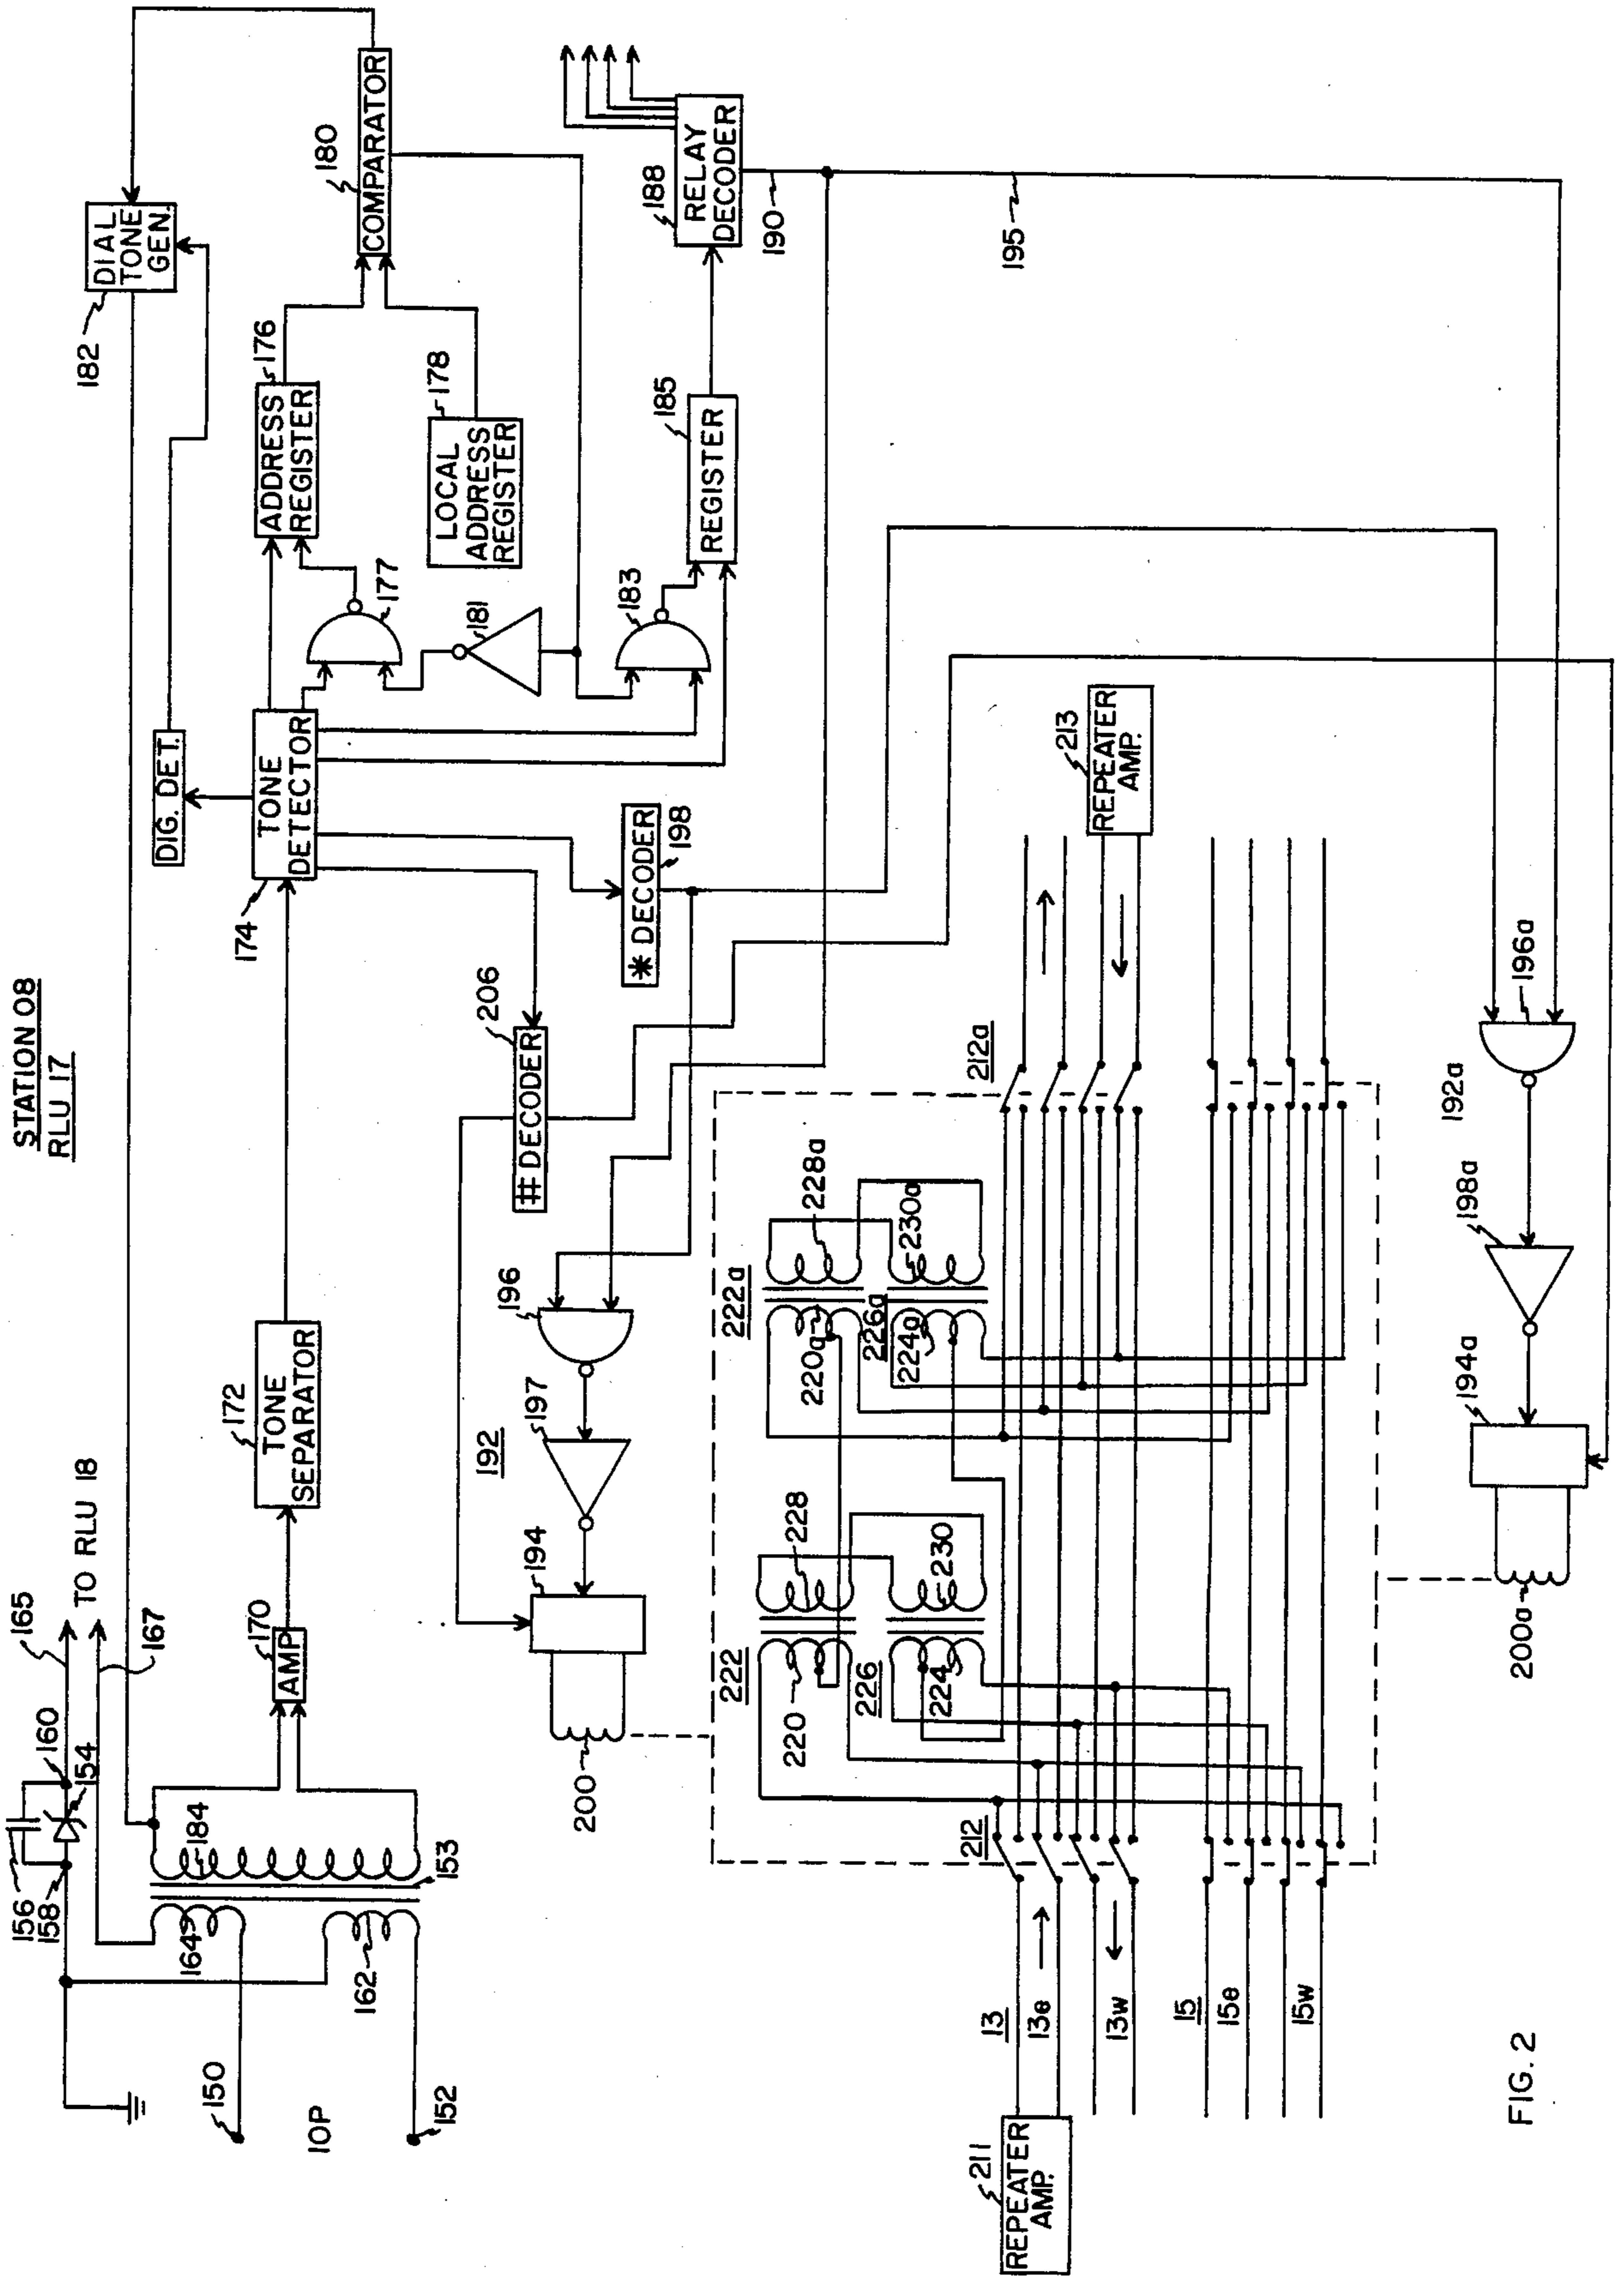 STATION 08
RLU 17
182
DIAL
TONE
GEN.
DIG. DET.
174
TONE
DETECTOR
176
ADDRESS
REGISTER
177
178
LOCAL
ADDRESS
REGISTER
180
COMPARATOR
181
183
185
REGISTER
188
RELAY
DECODER
190
195
172
TONE
SEPARATOR
170
AMP
TO RLU 18
165
167
160
154
156
158
184
153
164
162
150
10P
152
206
# DECODER
* DECODER
198
196
197
192
194
200
222
228
220
226
224
230
222a
228a
220a
226a
224a
230a
212
212a
213
REPEATER
AMP.
211
REPEATER
AMP.
13
13e
13w
15
15e
15w
196a
192a
198a
194a
200a
FIG. 2